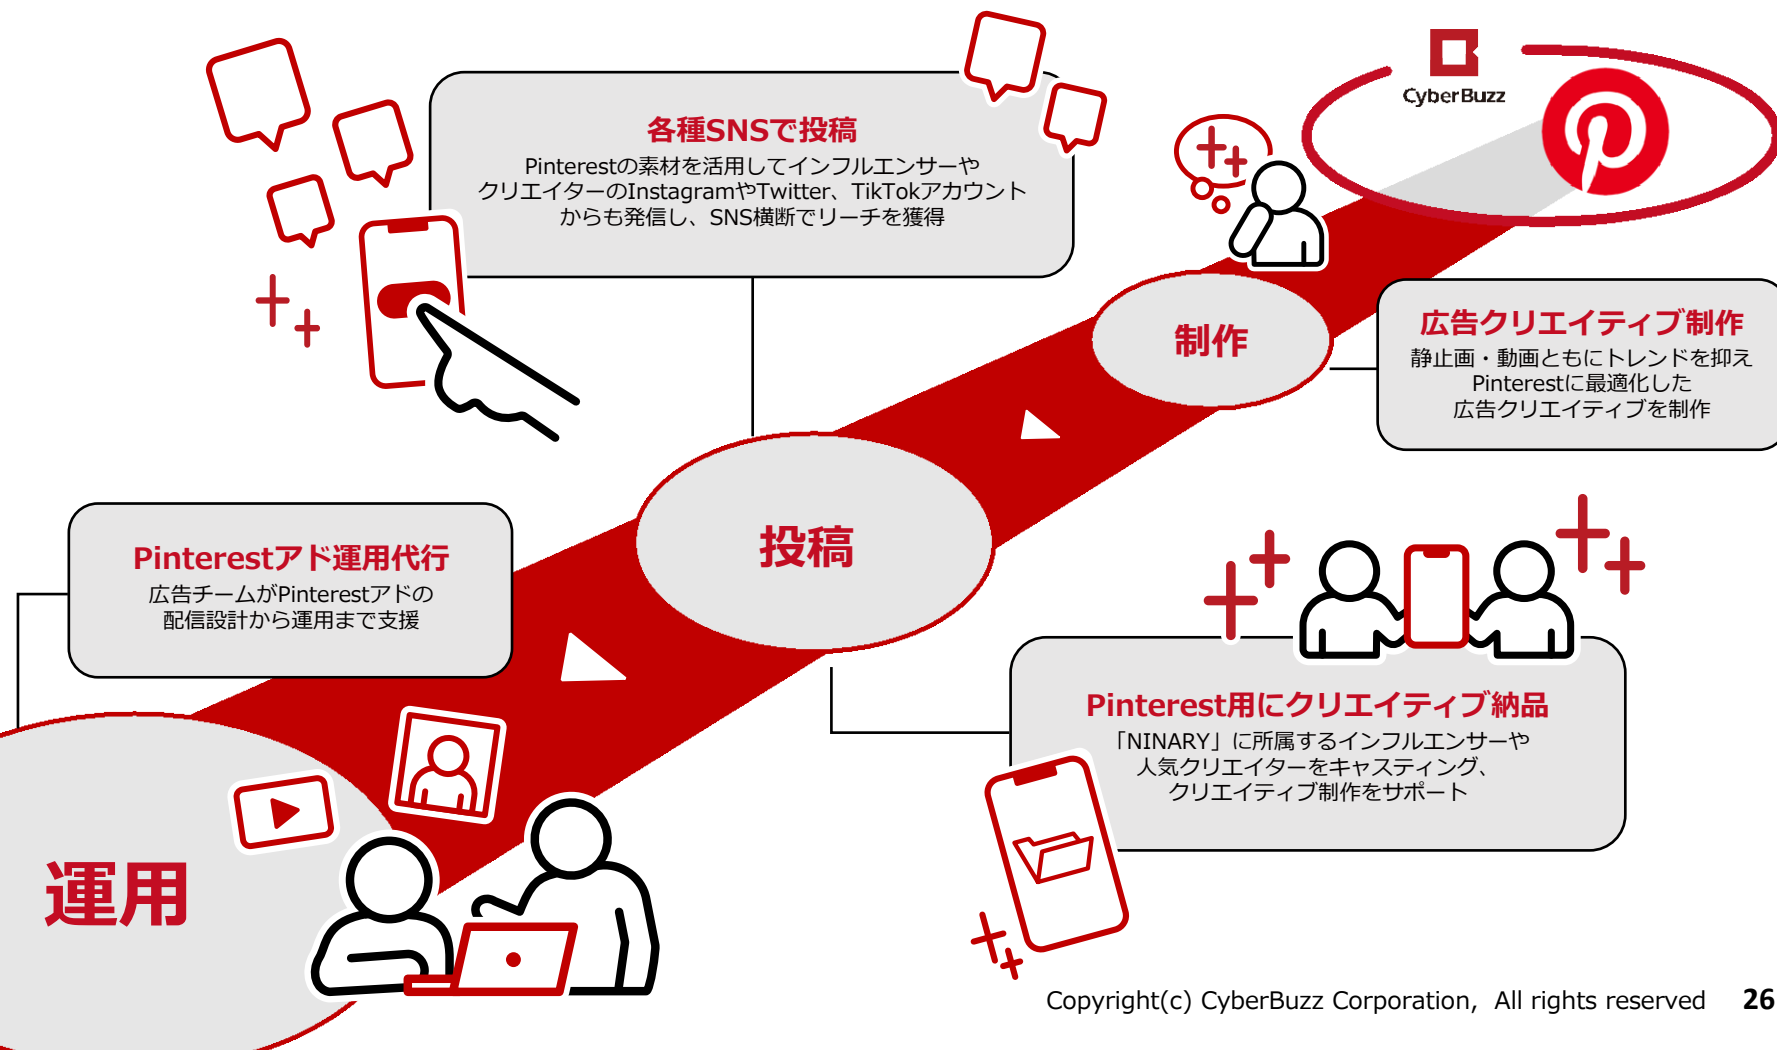 CyberBuzz
各種SNSで投稿
Pinterestの素材を活用してインフルエンサーや
クリエイターのInstagramやTwitter、TikTokアカウント
からも発信し、SNS横断でリーチを獲得
制作
広告クリエイティブ制作
静止画・動画ともにトレンドを抑え
Pinterestに最適化した
広告クリエイティブを制作
投稿
Pinterestアド運用代行
広告チームがPinterestアドの
配信設計から運用まで支援
Pinterest用にクリエイティブ納品
「NINARY」に所属するインフルエンサーや
人気クリエイターをキャスティング、
クリエイティブ制作をサポート
運用
Copyright(c) CyberBuzz Corporation, All rights reserved 26